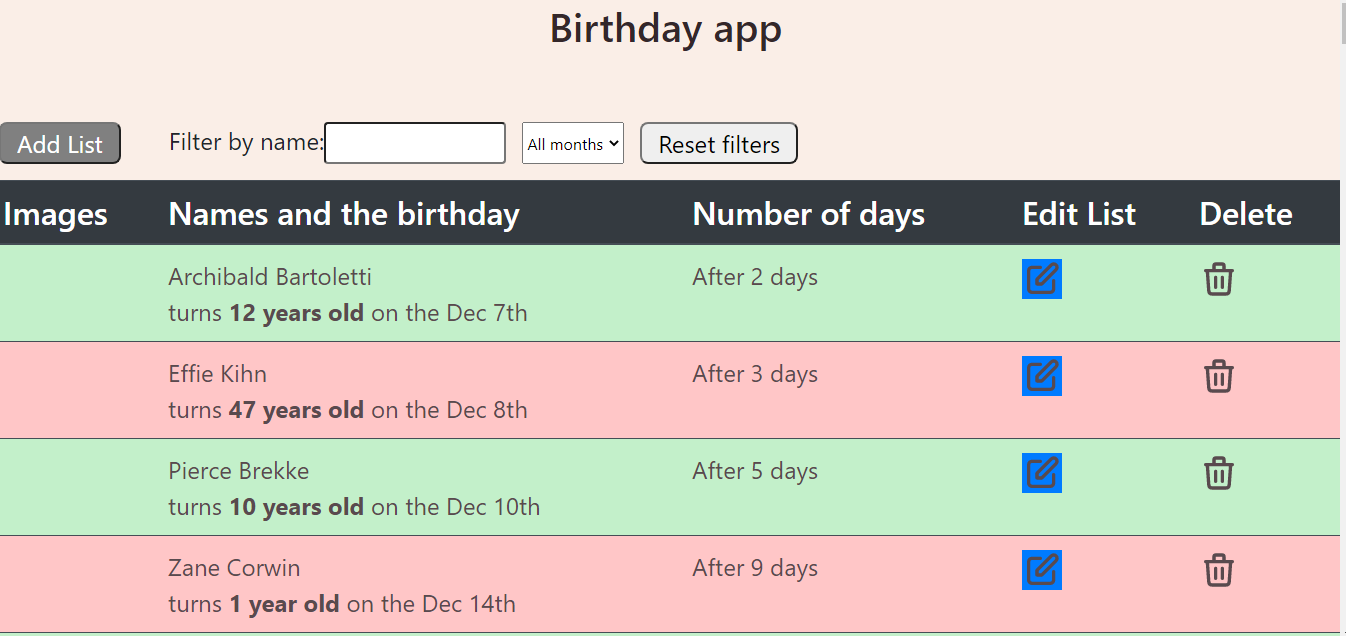 Birthday app
Add List Filter by name: All months Reset filters
Images Names and the birthday Number of days Edit List Delete
Archibald Bartoletti After 2 days
turns 12 years old on the Dec 7th
Effie Kihn After 3 days
turns 47 years old on the Dec 8th
Pierce Brekke After 5 days
turns 10 years old on the Dec 10th
Zane Corwin After 9 days
turns 1 year old on the Dec 14th